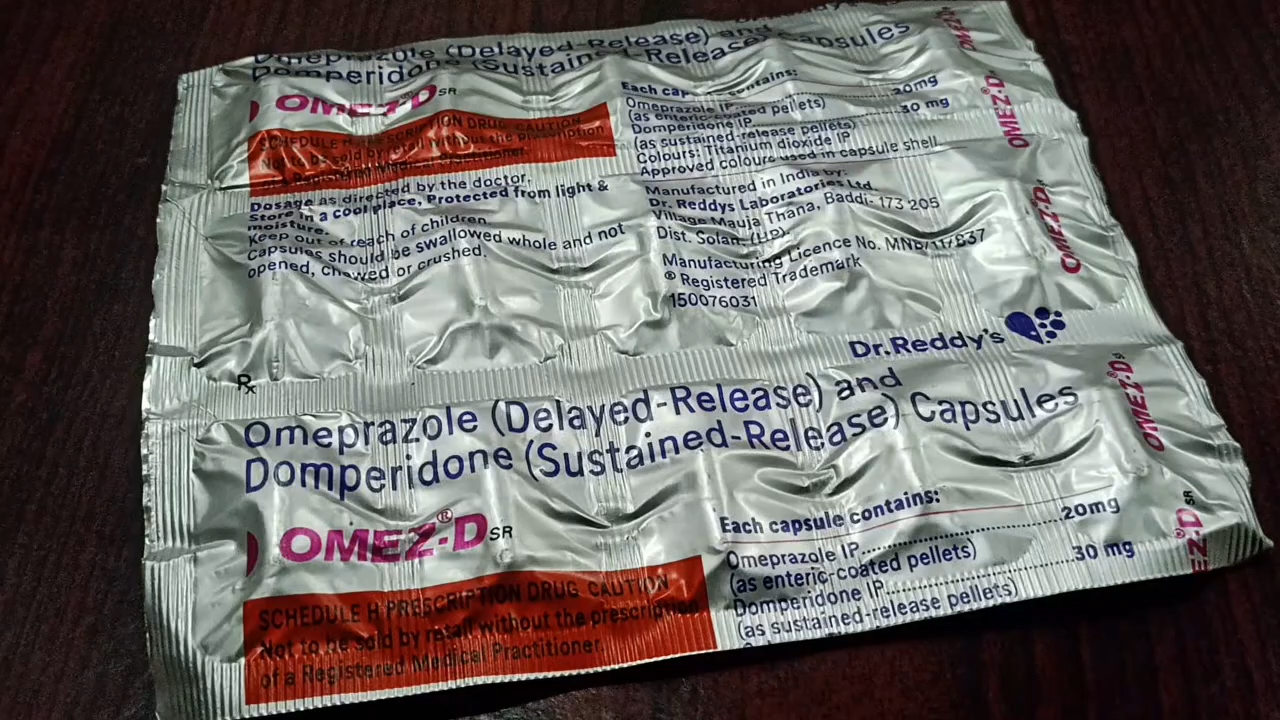 Omeprazole (Delayed-Release) and
Domperidone (Sustained-Release) Capsules
OMEZ-D SR
SCHEDULE H PRESCRIPTION DRUG CAUTION
Not to be sold by retail without the prescription
of a Registered Medical Practitioner.
Dosage as directed by the doctor.
Store in a cool place, Protected from light &
moisture.
Keep out of reach of children.
Capsules should be swallowed whole and not
opened, chewed or crushed.
Each capsule contains:
Omeprazole IP..........20mg
(as enteric-coated pellets)
Domperidone IP..........30 mg
(as sustained-release pellets)
Colours: Titanium dioxide IP
Approved colours used in capsule shell
Manufactured in India by:
Dr. Reddys Laboratories Ltd.
Village Mauja Thana, Baddi- 173 205
Dist. Solan. (HP).
Manufacturing Licence No. MNB/11/837
® Registered Trademark
150076031
OMEZ®-D
OMEZ®-D
OMEZ®-D
Dr.Reddy's
Rx
Omeprazole (Delayed-Release) and
Domperidone (Sustained-Release) Capsules
OMEZ®-D SR
SCHEDULE H PRESCRIPTION DRUG CAUTION
Not to be sold by retail without the prescription
of a Registered Medical Practitioner.
Each capsule contains:
Omeprazole IP..........20mg
(as enteric-coated pellets)
Domperidone IP..........30 mg
(as sustained-release pellets)
OMEZ®-D S
EZ®-D SR